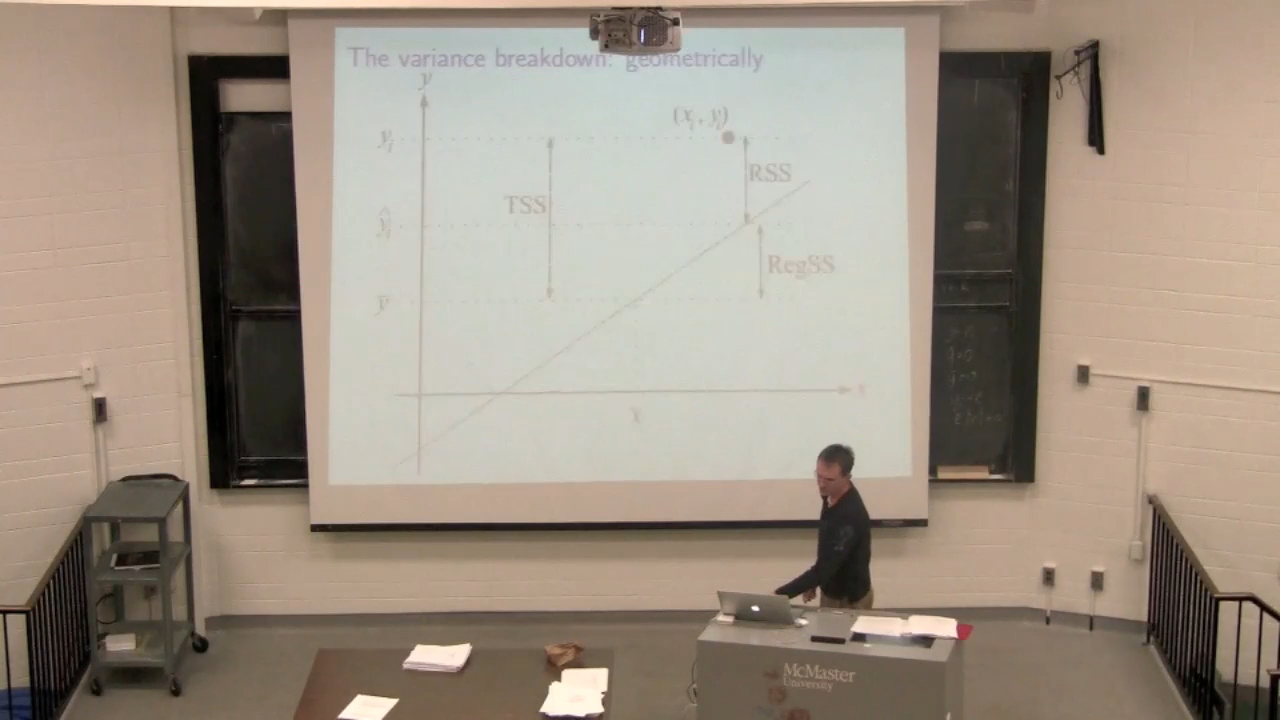 The variance breakdown: geometrically
y
(xᵢ, yᵢ)
yᵢ
RSS
TSS
ŷᵢ
RegSS
ȳ
x
McMaster
University